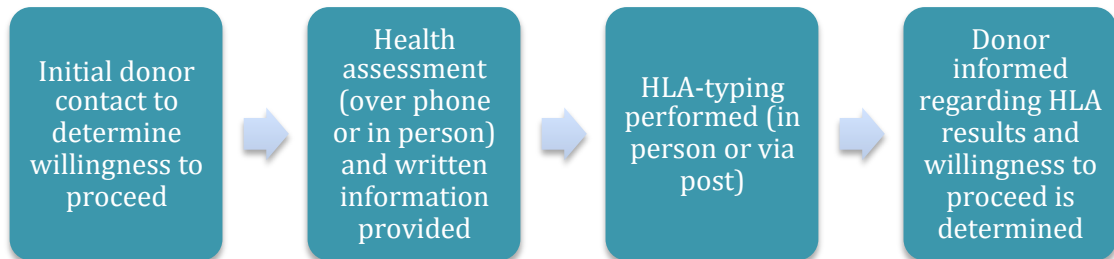 Initial donor
contact to
determine
willingness to
proceed
Health
assessment
(over phone
or in person)
and written
information
provided
HLA-typing
performed (in
person or via
post)
Donor
informed
regarding HLA
results and
willingness to
proceed is
determined